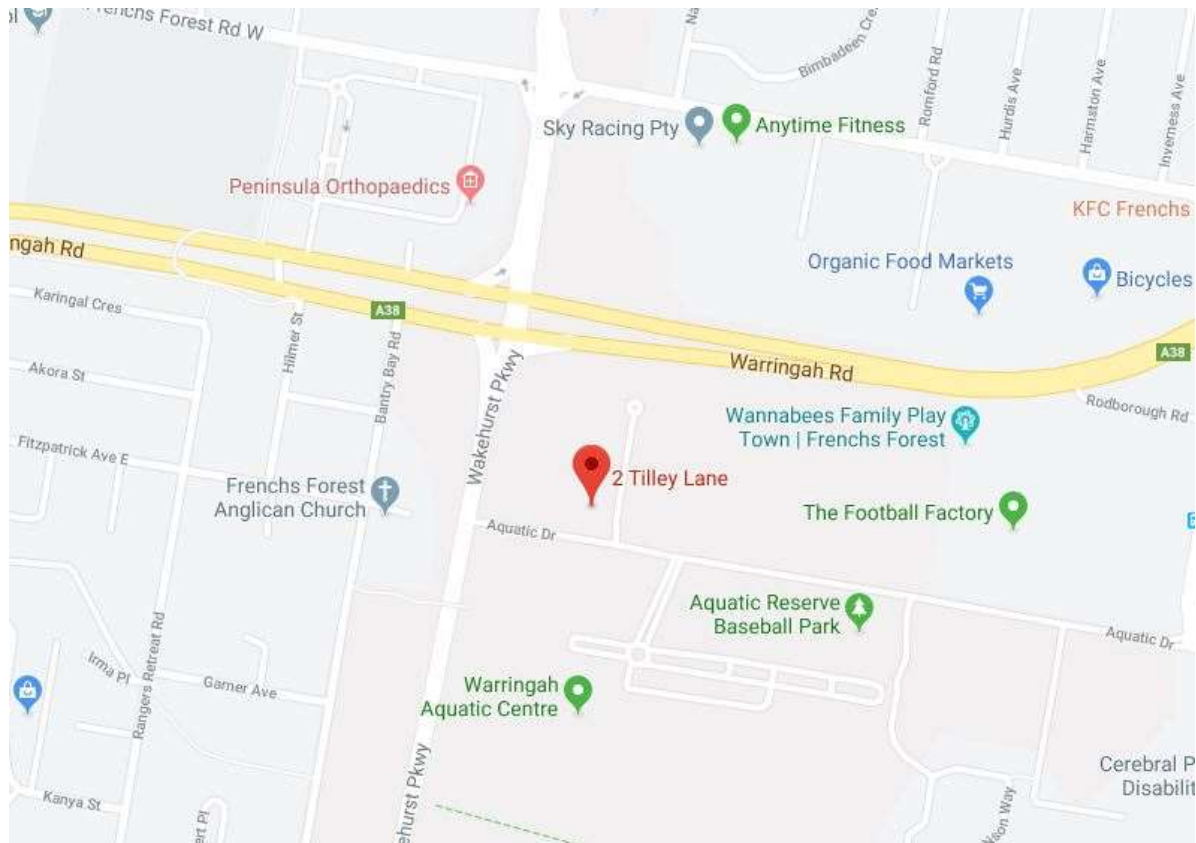 Frenchs Forest Rd W
Bimbadeen Cres
Romford Rd
Hurdis Ave
Harmston Ave
Inverness Ave
Sky Racing Pty
Anytime Fitness
Peninsula Orthopaedics
KFC Frenchs
ngah Rd
Organic Food Markets
Bicycles
Karingal Cres
A38
Hilmer St
Bantry Bay Rd
Warringah Rd
A38
Akora St
Wakehurst Pkwy
Rodborough Rd
Wannabees Family Play
Town | Frenchs Forest
Fitzpatrick Ave E
2 Tilley Lane
Frenchs Forest
Anglican Church
The Football Factory
Aquatic Dr
Aquatic Reserve
Baseball Park
Aquatic Dr
Irma Pl
Rangers Retreat Rd
Garner Ave
Warringah
Aquatic Centre
ehurst Pkwy
Cerebral P
Disabilit
Kanya St
ert Pl
nson Way